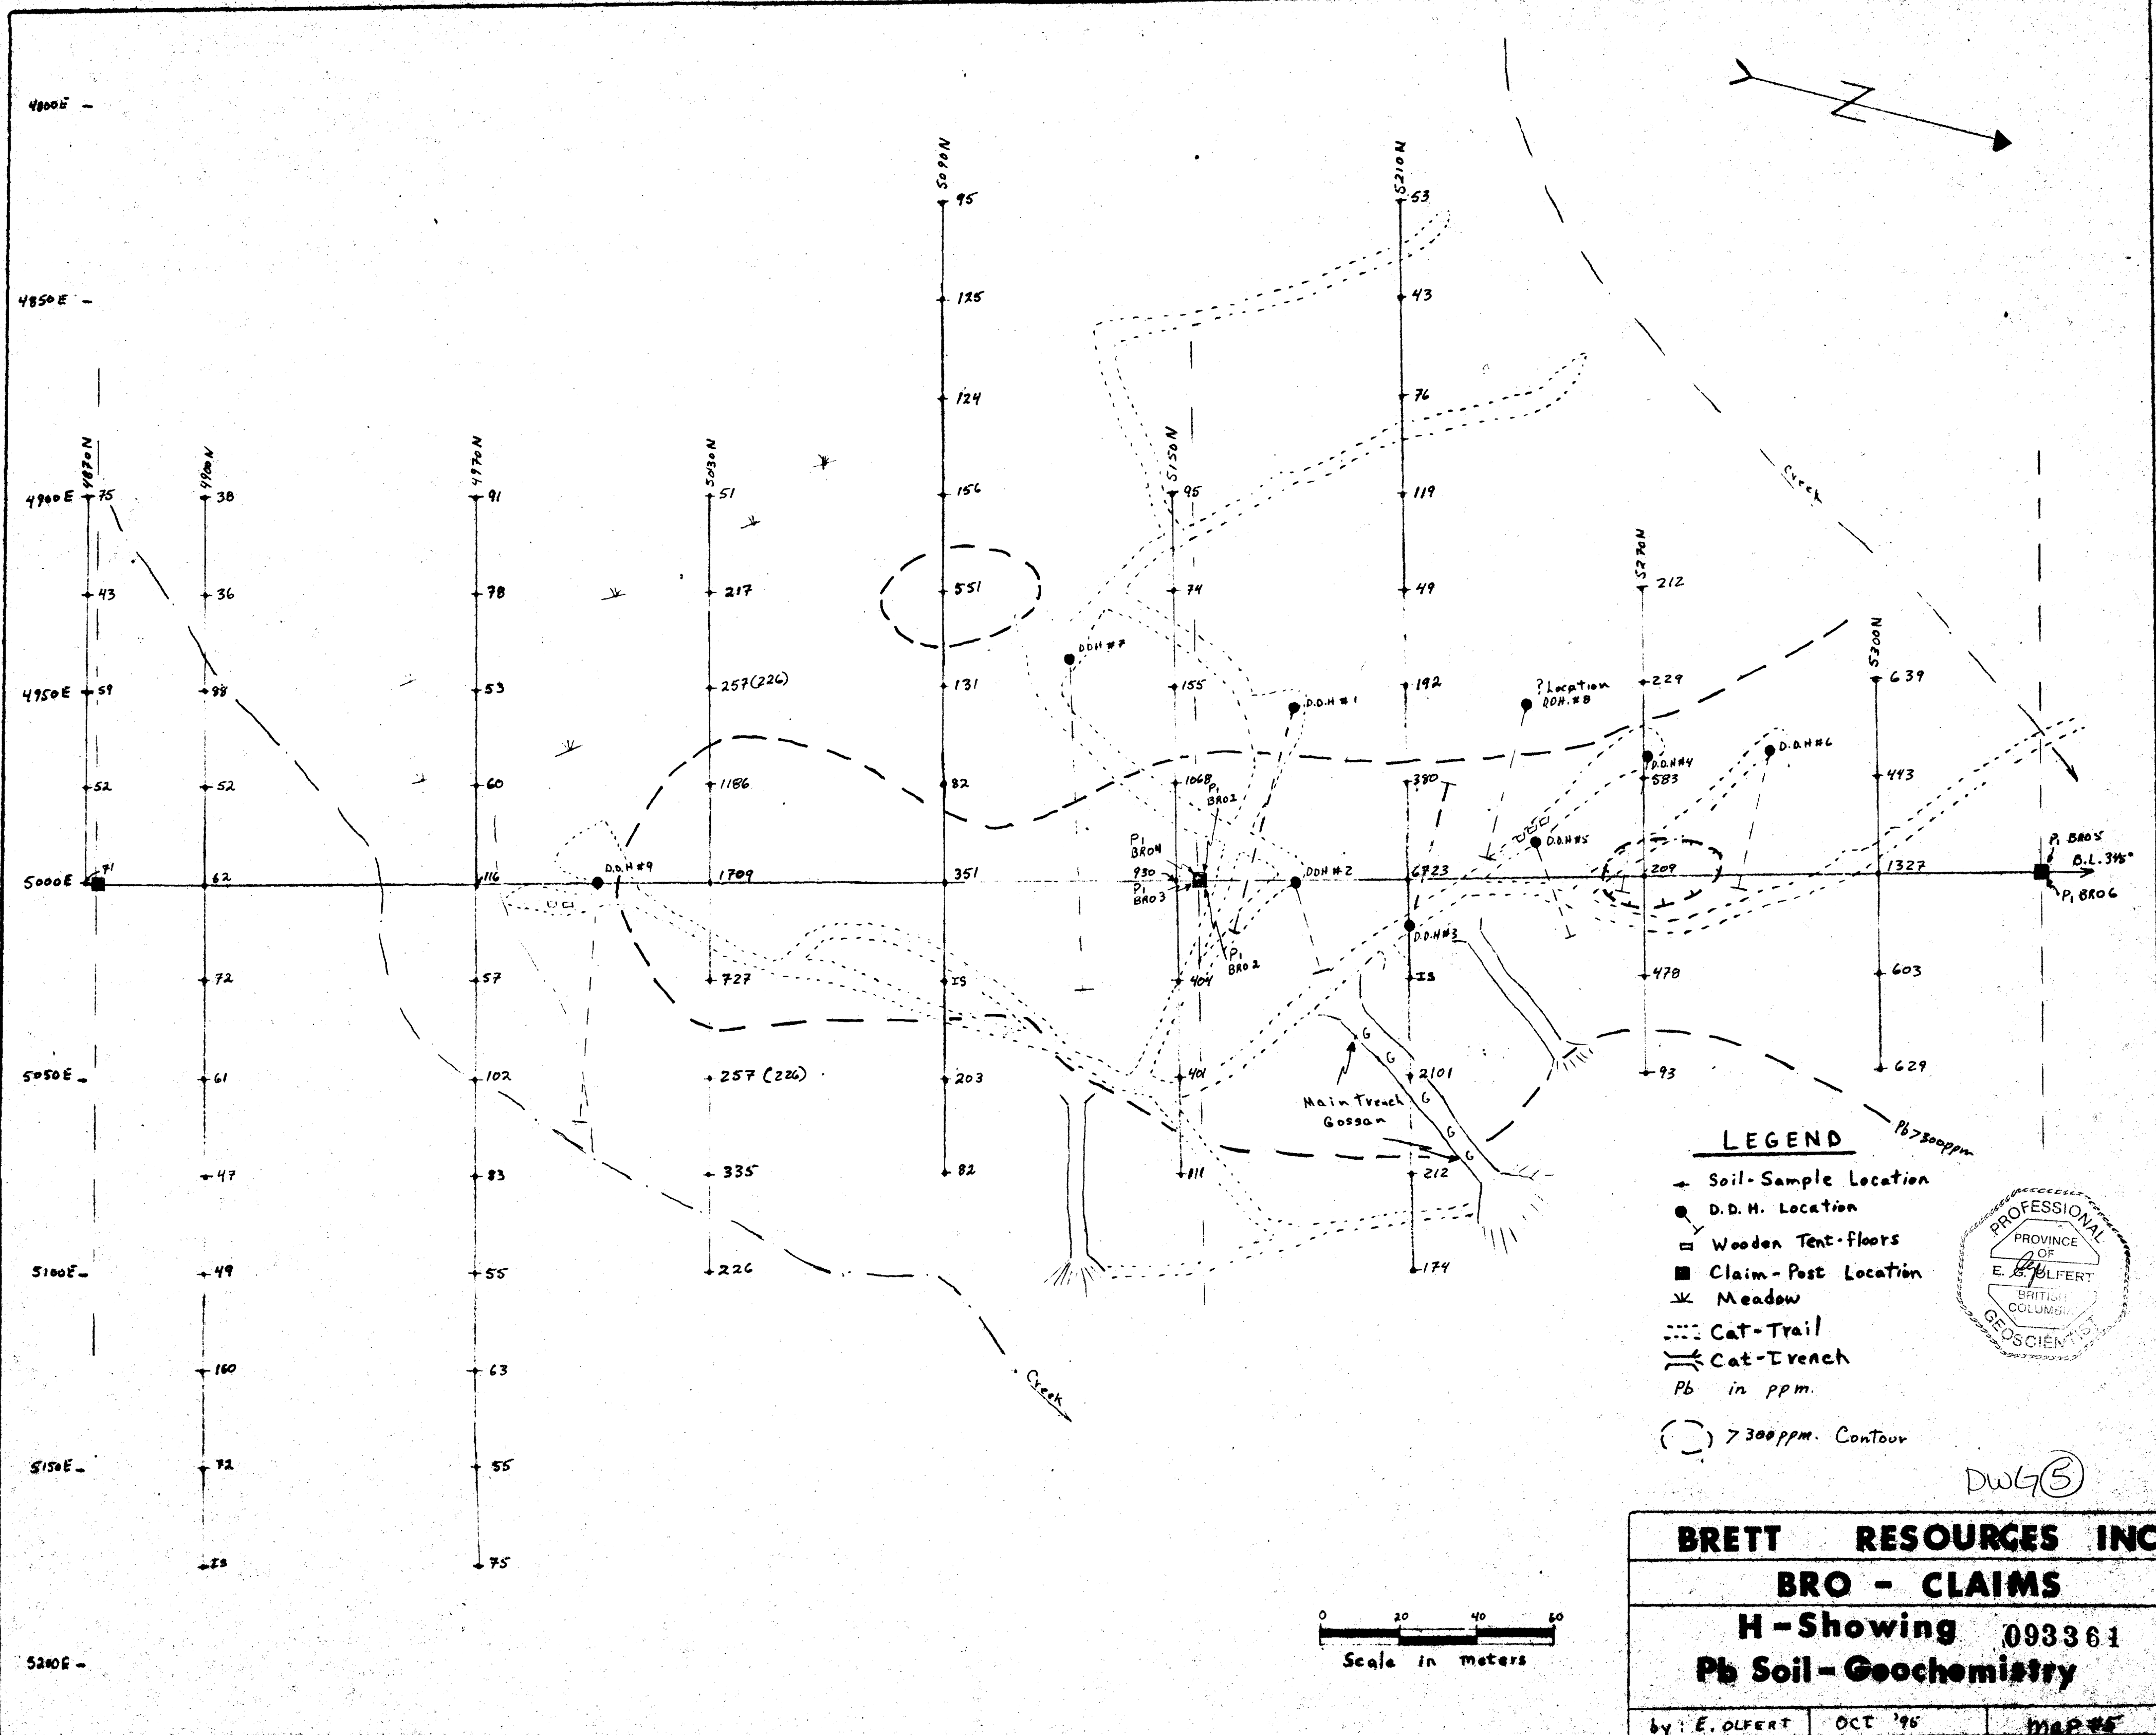 4800E
4850E
4900E
4950E
5000E
5050E
5100E
5150E
5200E
4870N
75
43
59
52
71
4900N
38
36
98
52
62
72
61
47
49
160
72
IS
4970N
91
78
53
60
116
57
102
83
55
63
55
75
5030N
51
217
257(226)
1186
1709
727
257 (226)
335
226
5090N
95
125
124
156
551
131
82
351
IS
203
82
5150N
95
74
155
1068
930
404
401
111
5210N
53
43
76
119
49
192
380
6723
IS
2101
212
174
5270N
212
229
583
209
478
93
5300N
639
443
1327
603
629
Z
Creek
Creek
DDH #7
D.D.H #1
? Location
DDH. #8
D.D.H#4
D.D.H#6
D.D.H#5
D.D.H #9
DDH #2
D.D.H#3
P1
BRO1
P1
BRO4
P1
BRO3
P1
BRO2
P1 BRO5
B.L. 345°
P1 BRO6
G
G
G
G
G
Main Trench
Gossan
Pb>300ppm
LEGEND
Soil-Sample Location
D.D.H. Location
Wooden Tent-floors
Claim-Post Location
Meadow
Cat-Trail
Cat-Trench
Pb in ppm.
>300ppm. Contour
PROFESSIONAL
PROVINCE
OF
E. G. OLFERT
BRITISH
COLUMBIA
GEOSCIENTIST
DWG 5
BRETT RESOURCES INC
BRO - CLAIMS
H-Showing 093361
Pb Soil-Geochemistry
by: E. OLFERT OCT '96 map #5
0 20 40 60
Scale in meters